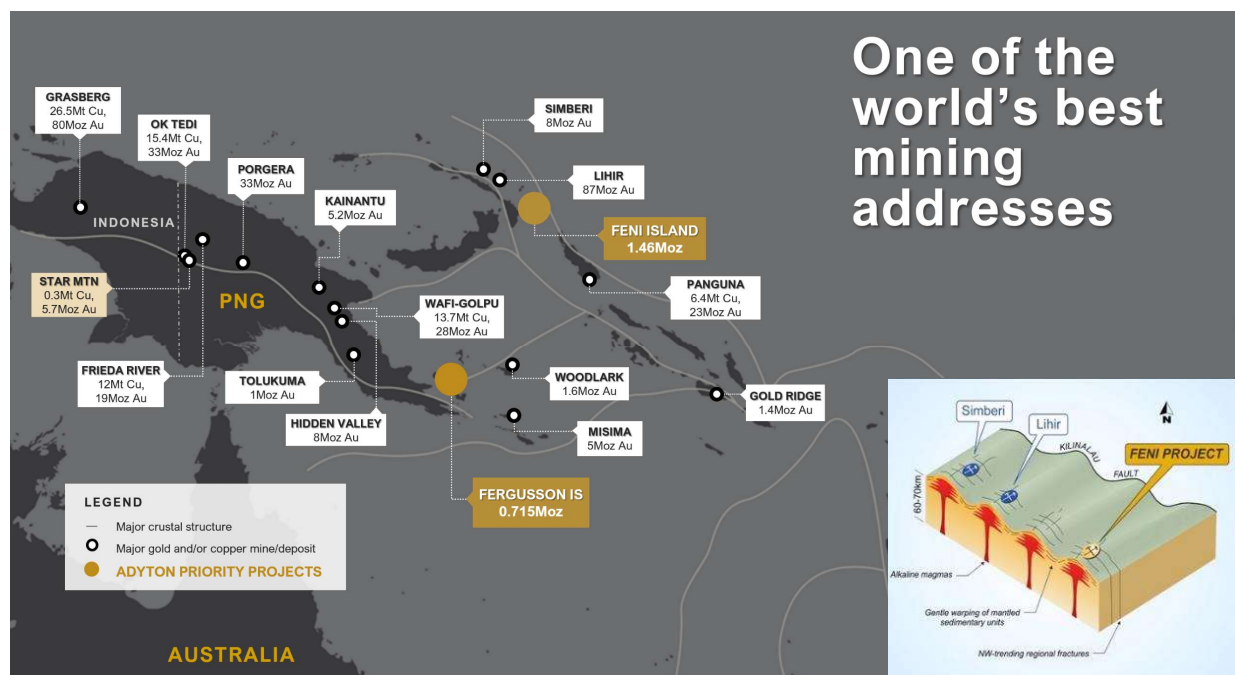 One of the
world's best
mining
addresses
GRASBERG
26.5Mt Cu,
80Moz Au
OK TEDI
15.4Mt Cu,
33Moz Au
PORGERA
33Moz Au
KAINANTU
5.2Moz Au
SIMBERI
8Moz Au
LIHIR
87Moz Au
INDONESIA
FENI ISLAND
1.46Moz
STAR MTN
0.3Mt Cu,
5.7Moz Au
PNG
WAFI-GOLPU
13.7Mt Cu,
28Moz Au
PANGUNA
6.4Mt Cu,
23Moz Au
FRIEDA RIVER
12Mt Cu,
19Moz Au
TOLUKUMA
1Moz Au
HIDDEN VALLEY
8Moz Au
WOODLARK
1.6Moz Au
GOLD RIDGE
1.4Moz Au
MISIMA
5Moz Au
FERGUSSON IS
0.715Moz
LEGEND
Major crustal structure
Major gold and/or copper mine/deposit
ADYTON PRIORITY PROJECTS
AUSTRALIA
Simberi
Lihir
N
KILINALAU
FAULT
FENI PROJECT
60-70km
Alkaline magmas
Gentle warping of mantled
sedimentary units
NW-trending regional fractures